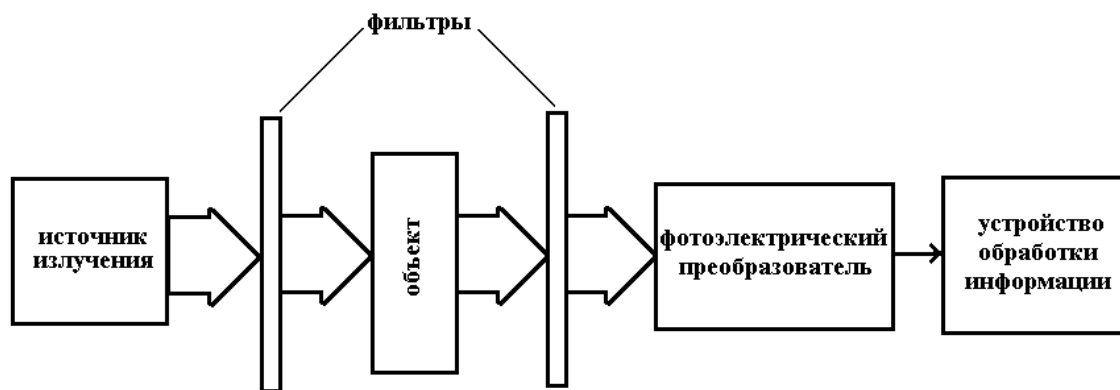 фильтры
источник
излучения
объект
фотоэлектрический
преобразователь
устройство
обработки
информации